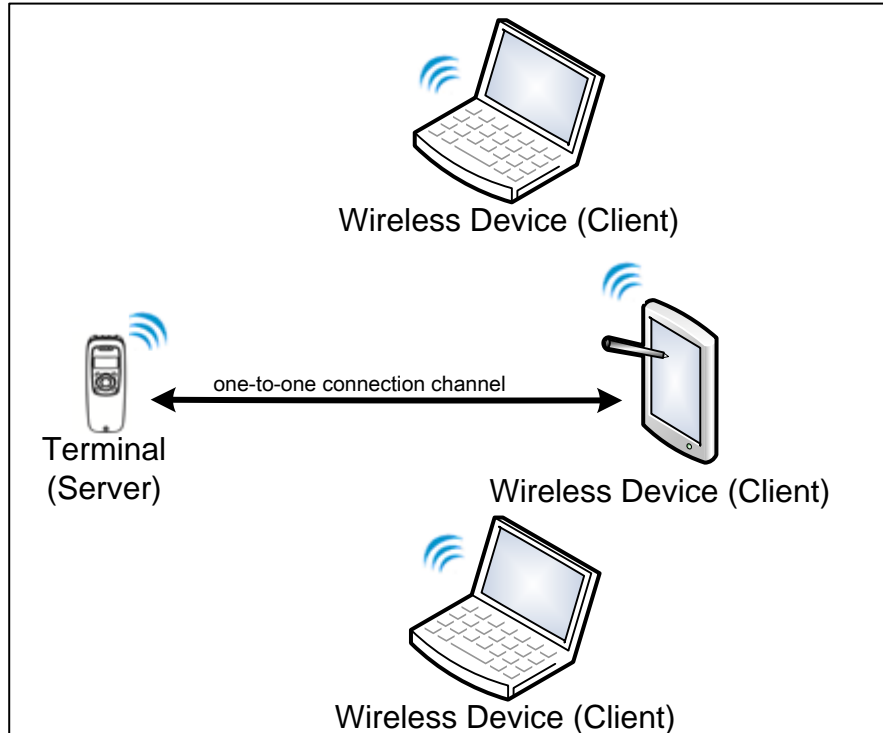 Wireless Device (Client)
one-to-one connection channel
Terminal
(Server)
Wireless Device (Client)
Wireless Device (Client)